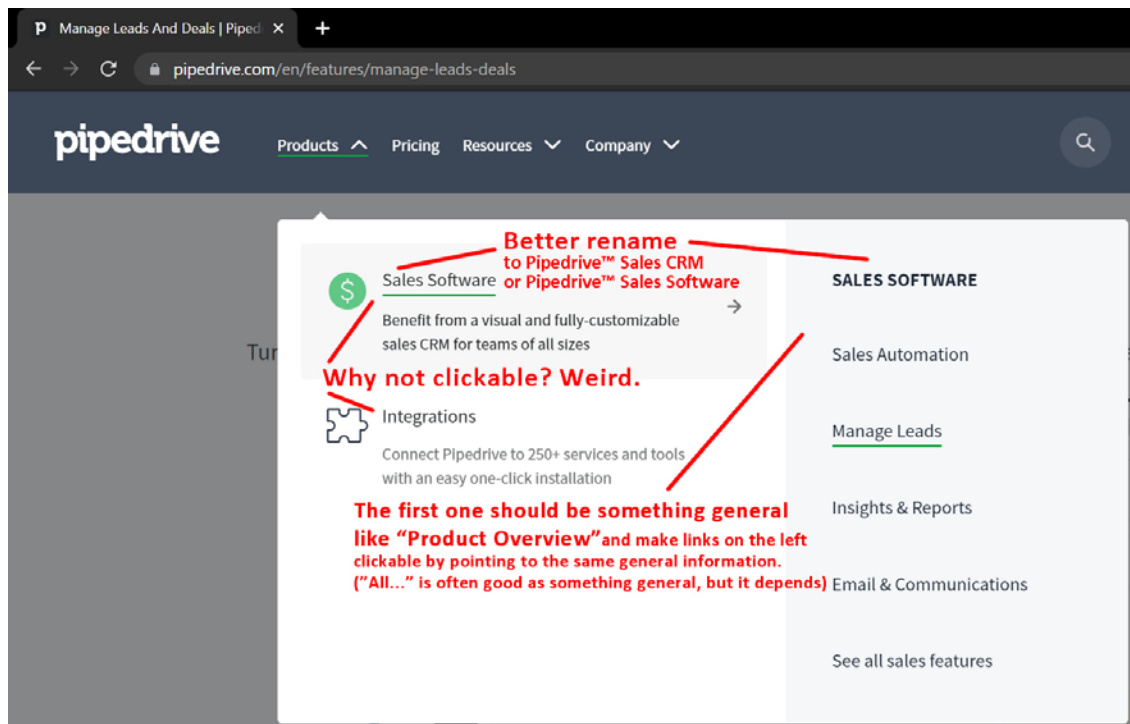 Manage Leads And Deals | Piped
pipedrive.com/en/features/manage-leads-deals
pipedrive
Products
Pricing
Resources
Company
Better rename
to Pipedrive™ Sales CRM
or Pipedrive™ Sales Software
Sales Software
Benefit from a visual and fully-customizable
sales CRM for teams of all sizes
Tur
Why not clickable? Weird.
Integrations
Connect Pipedrive to 250+ services and tools
with an easy one-click installation
The first one should be something general
like “Product Overview” and make links on the left
clickable by pointing to the same general information.
(”All...” is often good as something general, but it depends)
SALES SOFTWARE
Sales Automation
Manage Leads
Insights & Reports
Email & Communications
See all sales features